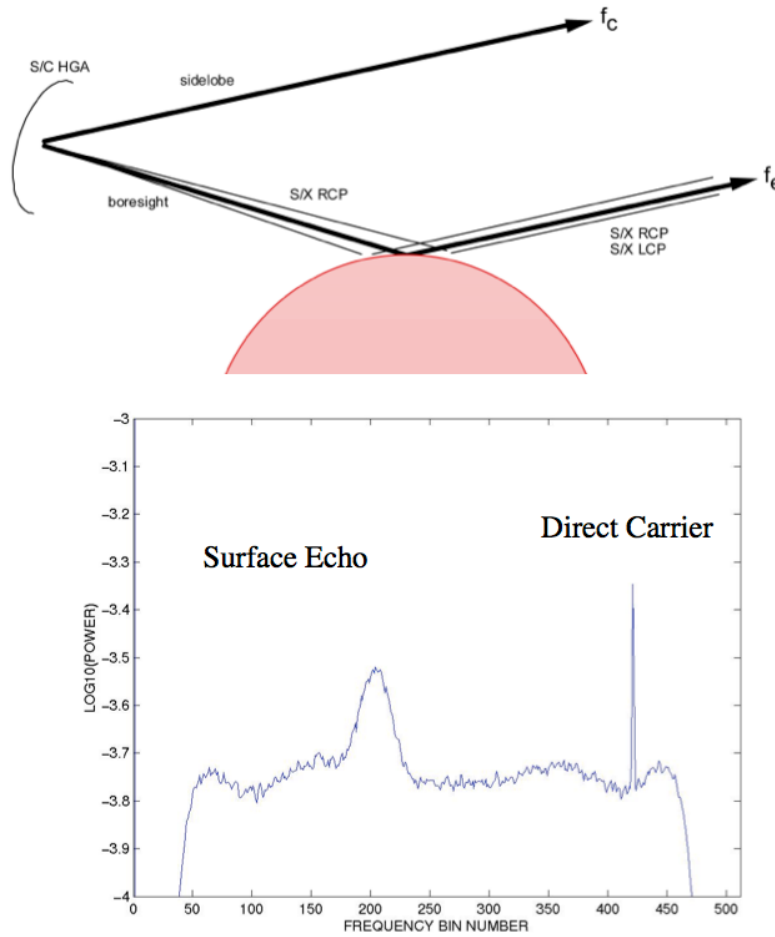 f_c
S/C HGA
sidelobe
f_e
boresight
S/X RCP
S/X RCP
S/X LCP
−3
−3.1
−3.2
Direct Carrier
−3.3
Surface Echo
−3.4
−3.5
LOG10(POWER)
−3.6
−3.7
−3.8
−3.9
−4
0 50 100 150 200 250 300 350 400 450 500
FREQUENCY BIN NUMBER